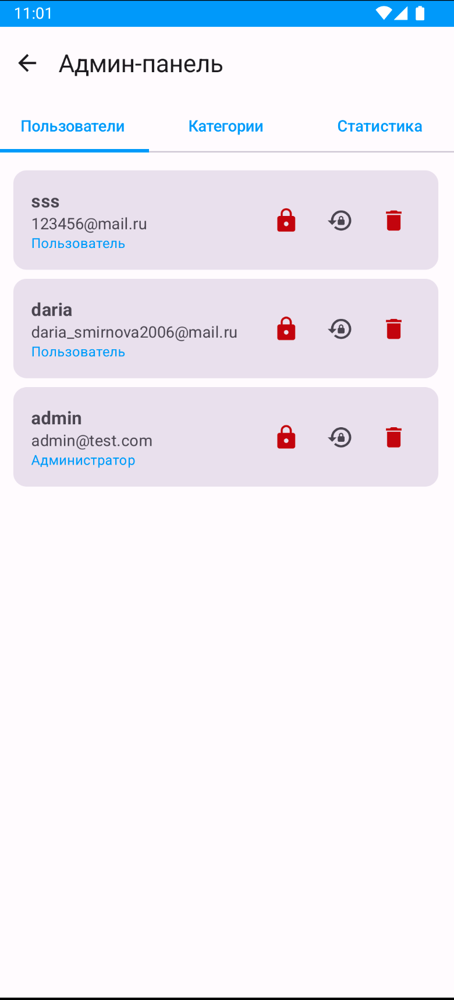 11:01
Админ-панель
Пользователи Категории Статистика
sss
123456@mail.ru
Пользователь
daria
daria_smirnova2006@mail.ru
Пользователь
admin
admin@test.com
Администратор